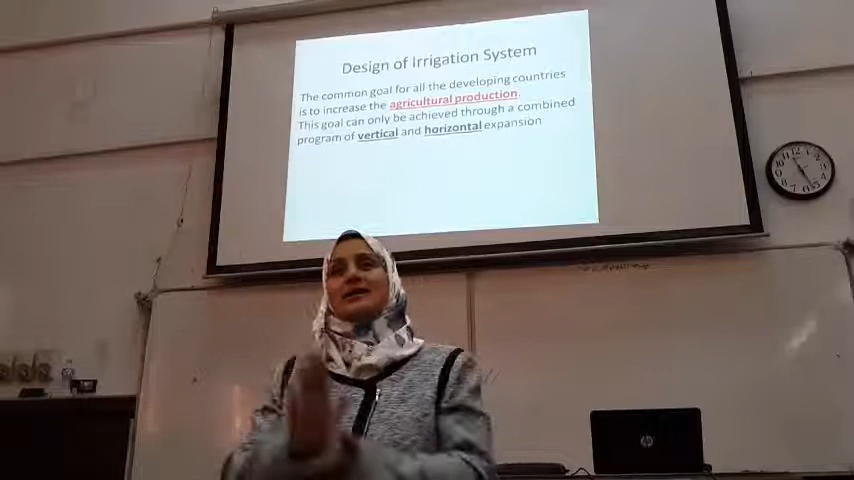 Design of Irrigation System
The common goal for all the developing countries
is to increase the agricultural production.
This goal can only be achieved through a combined
program of vertical and horizontal expansion